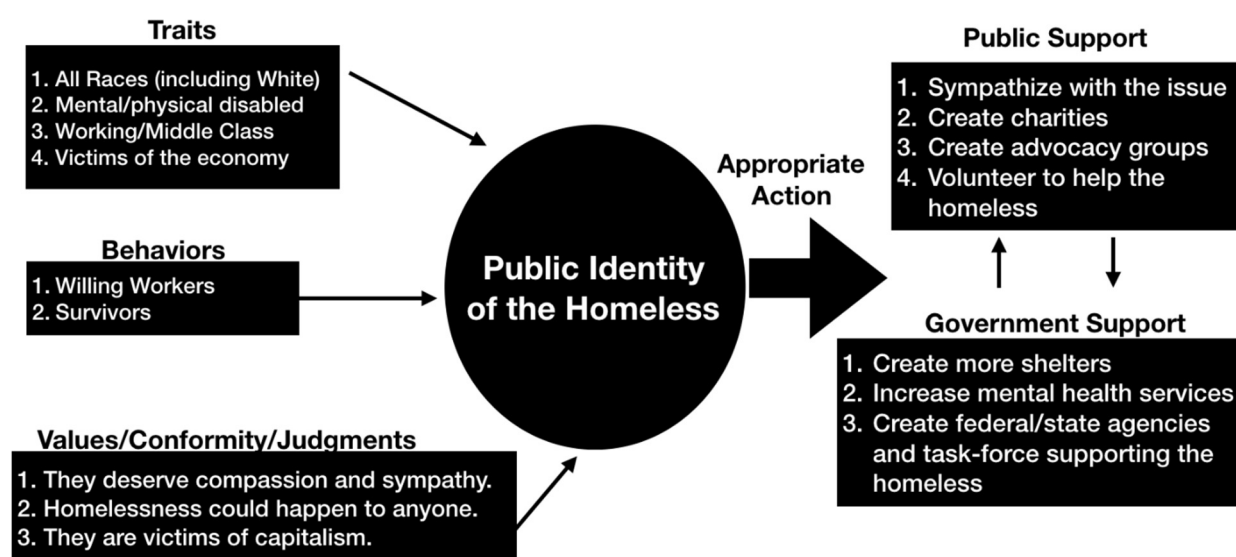 Traits
1. All Races (including White)
2. Mental/physical disabled
3. Working/Middle Class
4. Victims of the economy
Behaviors
1. Willing Workers
2. Survivors
Values/Conformity/Judgments
1. They deserve compassion and sympathy.
2. Homelessness could happen to anyone.
3. They are victims of capitalism.
Public Identity
of the Homeless
Appropriate
Action
Public Support
1. Sympathize with the issue
2. Create charities
3. Create advocacy groups
4. Volunteer to help the
homeless
Government Support
1. Create more shelters
2. Increase mental health services
3. Create federal/state agencies
and task-force supporting the
homeless